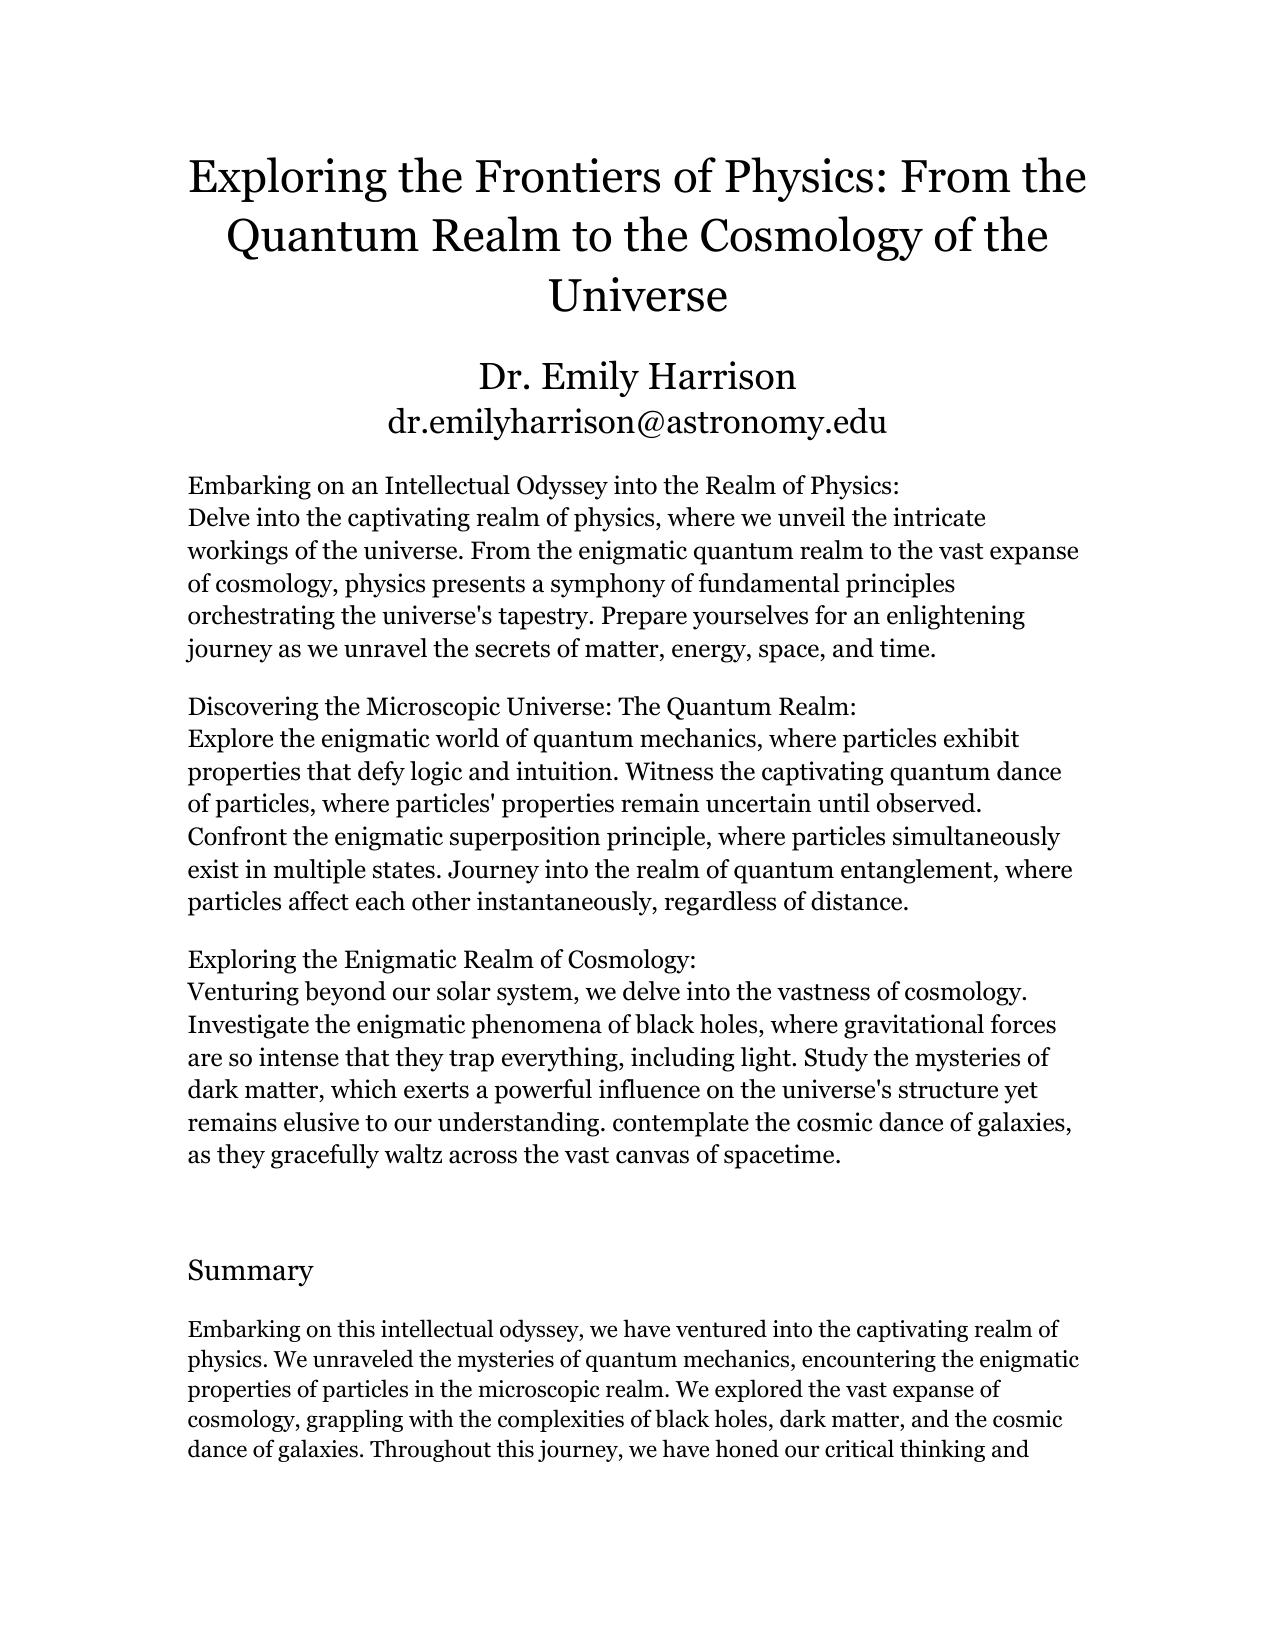 Exploring the Frontiers of Physics: From the
Quantum Realm to the Cosmology of the
Universe
Dr. Emily Harrison
dr.emilyharrison@astronomy.edu
Embarking on an Intellectual Odyssey into the Realm of Physics:
Delve into the captivating realm of physics, where we unveil the intricate
workings of the universe. From the enigmatic quantum realm to the vast expanse
of cosmology, physics presents a symphony of fundamental principles
orchestrating the universe's tapestry. Prepare yourselves for an enlightening
journey as we unravel the secrets of matter, energy, space, and time.
Discovering the Microscopic Universe: The Quantum Realm:
Explore the enigmatic world of quantum mechanics, where particles exhibit
properties that defy logic and intuition. Witness the captivating quantum dance
of particles, where particles' properties remain uncertain until observed.
Confront the enigmatic superposition principle, where particles simultaneously
exist in multiple states. Journey into the realm of quantum entanglement, where
particles affect each other instantaneously, regardless of distance.
Exploring the Enigmatic Realm of Cosmology:
Venturing beyond our solar system, we delve into the vastness of cosmology.
Investigate the enigmatic phenomena of black holes, where gravitational forces
are so intense that they trap everything, including light. Study the mysteries of
dark matter, which exerts a powerful influence on the universe's structure yet
remains elusive to our understanding. contemplate the cosmic dance of galaxies,
as they gracefully waltz across the vast canvas of spacetime.
Summary
Embarking on this intellectual odyssey, we have ventured into the captivating realm of
physics. We unraveled the mysteries of quantum mechanics, encountering the enigmatic
properties of particles in the microscopic realm. We explored the vast expanse of
cosmology, grappling with the complexities of black holes, dark matter, and the cosmic
dance of galaxies. Throughout this journey, we have honed our critical thinking and